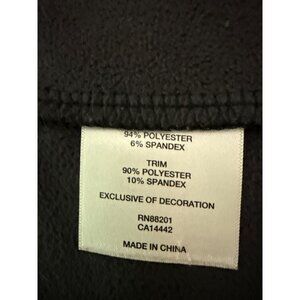 94% POLYESTER
6% SPANDEX
TRIM
90% POLYESTER
10% SPANDEX
EXCLUSIVE OF DECORATION
RN88201
CA14442
MADE IN CHINA